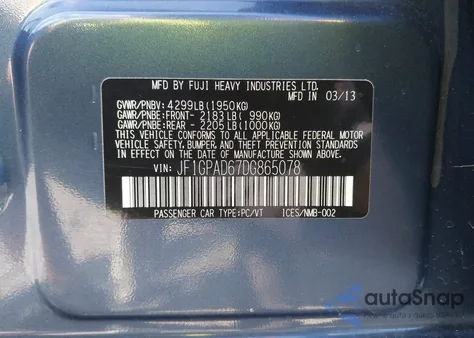 MFD. BY FUJI HEAVY INDUSTRIES LTD.
MADE IN 03/13
GVWR/PNBV: 4299LB(1950KG)
GAWR/PNBE: FRONT- 2183LB( 990KG)
GAWR/PNBE: REAR - 2205LB(1000KG)
THIS VEHICLE CONFORMS TO ALL APPLICABLE FEDERAL MOTOR
VEHICLE SAFETY, BUMPER, AND THEFT PREVENTION STANDARDS
IN EFFECT ON THE DATE OF MANUFACTURE SHOWN ABOVE.
VIN: JF1GPAD67DG865078
PASSENGER CAR TYPE:PC/VT ICES/NMB-002
autoSnap